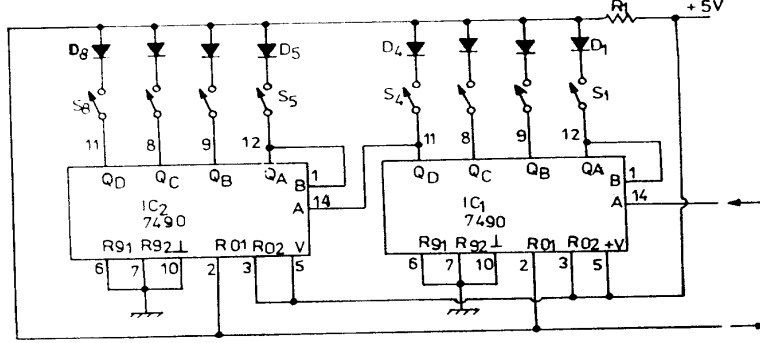 R1 +5V
D8 D5 D4 D1
S8 S5 S4 S1
11 8 9 12 11 8 9 12
QD QC QB QA B 1 QD QC QB QA B 1
A 14 A 14
IC2 IC1
7490 7490
R91 R92 ⊥ R01 R02 V R91 R92 ⊥ R01 R02 +V
6 7 10 2 3 5 6 7 10 2 3 5